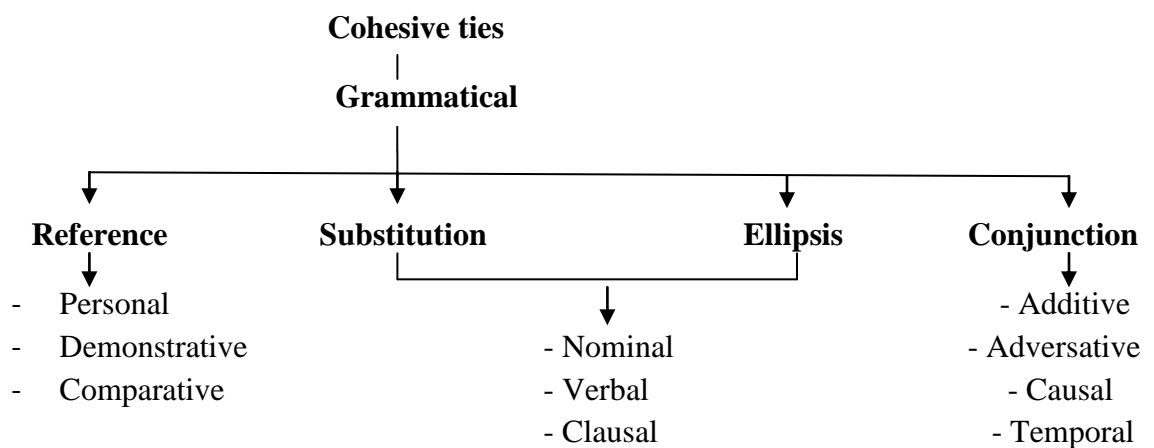 Cohesive ties
Grammatical
Reference Substitution Ellipsis Conjunction
- Personal
- Demonstrative
- Comparative
- Nominal
- Verbal
- Clausal
- Additive
- Adversative
- Causal
- Temporal